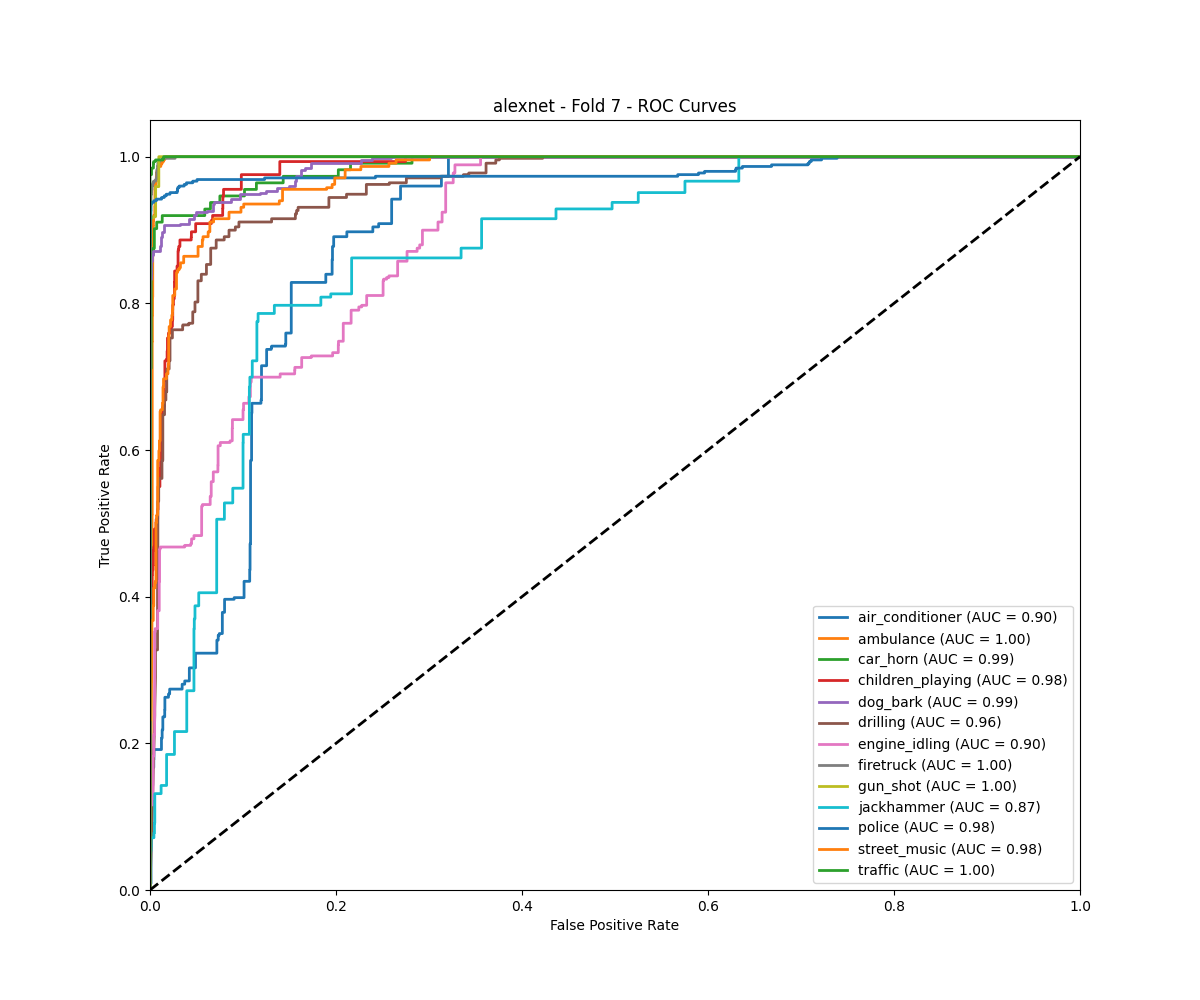 alexnet - Fold 7 - ROC Curves
1.0
0.8
0.6
0.4
0.2
0.0
True Positive Rate
air_conditioner (AUC = 0.90)
ambulance (AUC = 1.00)
car_horn (AUC = 0.99)
children_playing (AUC = 0.98)
dog_bark (AUC = 0.99)
drilling (AUC = 0.96)
engine_idling (AUC = 0.90)
firetruck (AUC = 1.00)
gun_shot (AUC = 1.00)
jackhammer (AUC = 0.87)
police (AUC = 0.98)
street_music (AUC = 0.98)
traffic (AUC = 1.00)
0.0 0.2 0.4 0.6 0.8 1.0
False Positive Rate